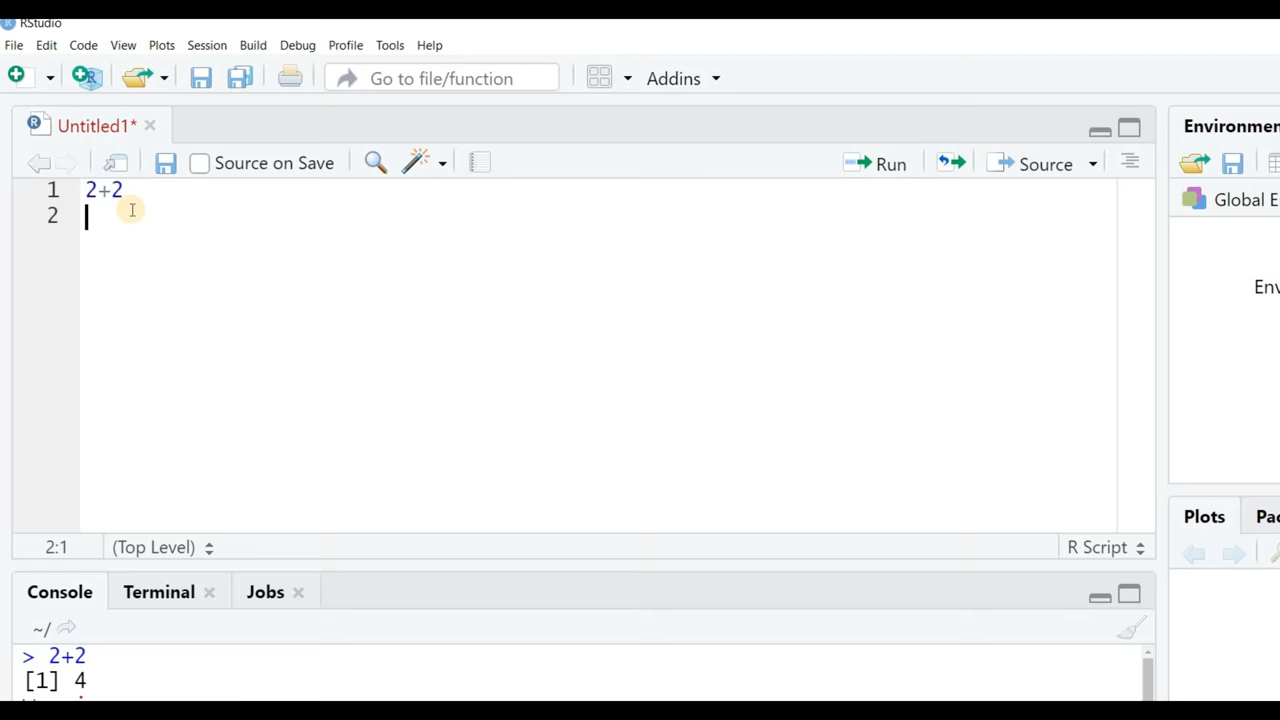 RStudio
File Edit Code View Plots Session Build Debug Profile Tools Help
Go to file/function Addins
Untitled1*
Source on Save Run Source
1 2+2
2
2:1 (Top Level) R Script
Console Terminal Jobs
~/
> 2+2
[1] 4
Environmen
Global E
Env
Plots Pac